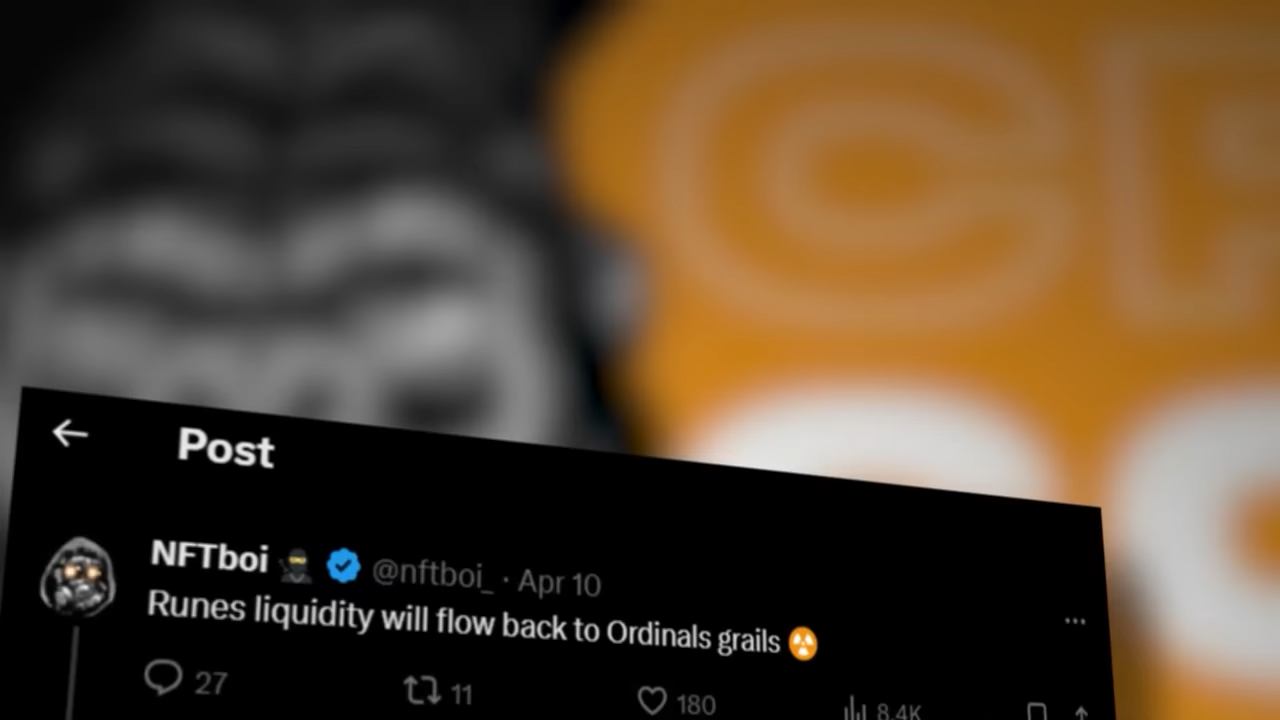 Post
NFTboi 🥷 @nftboi_ · Apr 10
Runes liquidity will flow back to Ordinals grails ☢️
27 11 180 8.4K